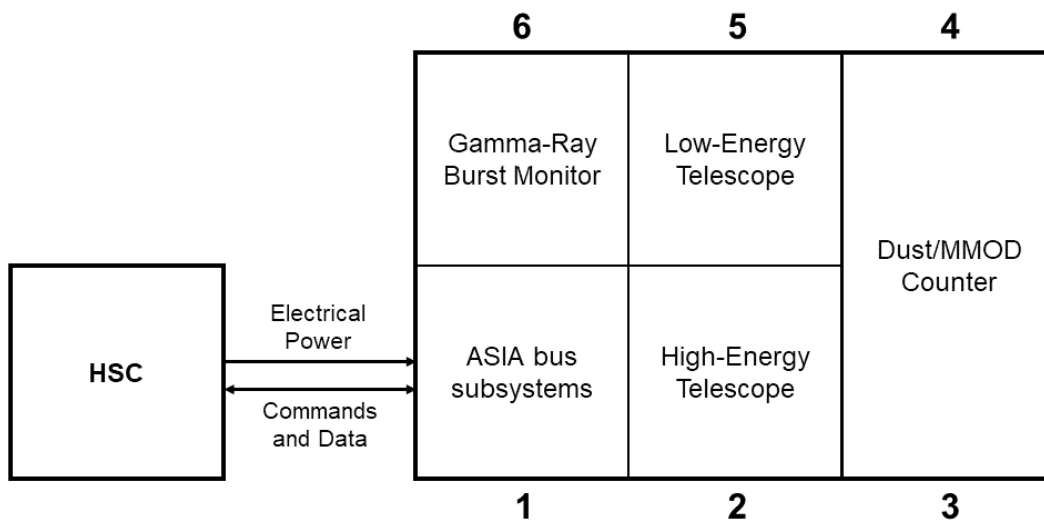 6 5 4
Gamma-Ray
Burst Monitor
Low-Energy
Telescope
Dust/MMOD
Counter
HSC
Electrical
Power
Commands
and Data
ASIA bus
subsystems
High-Energy
Telescope
1 2 3